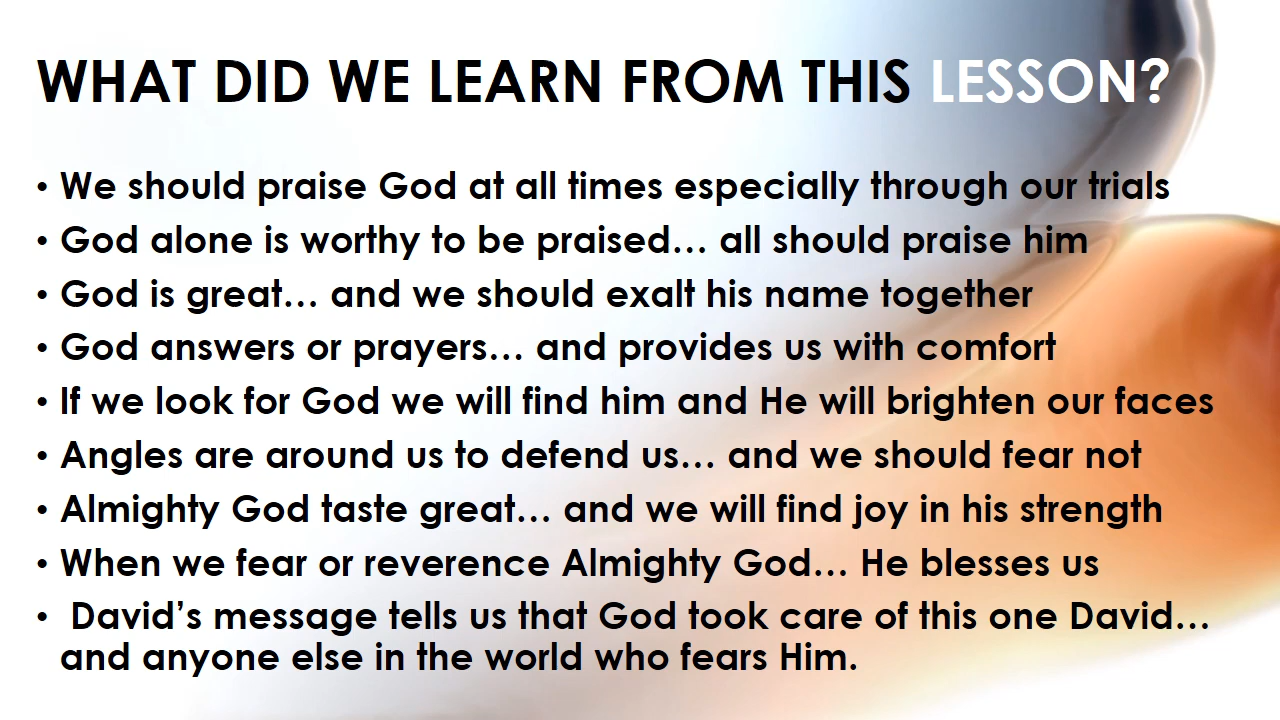 WHAT DID WE LEARN FROM THIS LESSON?
• We should praise God at all times especially through our trials
• God alone is worthy to be praised… all should praise him
• God is great… and we should exalt his name together
• God answers or prayers… and provides us with comfort
• If we look for God we will find him and He will brighten our faces
• Angles are around us to defend us… and we should fear not
• Almighty God taste great… and we will find joy in his strength
• When we fear or reverence Almighty God… He blesses us
• David’s message tells us that God took care of this one David…
and anyone else in the world who fears Him.